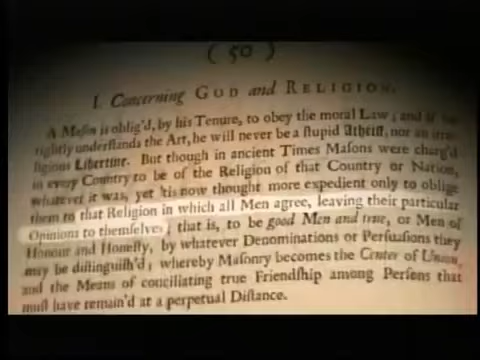 ( 50 )
I. Concerning GOD and RELIGION.
A Maſon is oblig'd, by his Tenure, to obey the moral Law; and if he
rightly underſtands the Art, he will never be a ſtupid Atheiſt, nor an irre-
ligious Libertine. But though in ancient Times Maſons were charg'd
in every Country to be of the Religion of that Country or Nation,
whatever it was, yet 'tis now thought more expedient only to oblige
them to that Religion in which all Men agree, leaving their particular
Opinions to themſelves; that is, to be good Men and true, or Men of
Honour and Honeſty, by whatever Denominations or Perſuaſions they
may be diſtinguiſh'd; whereby Maſonry becomes the Center of Union,
and the Means of conciliating true Friendſhip among Perſons that
muſt have remain'd at a perpetual Diſtance.